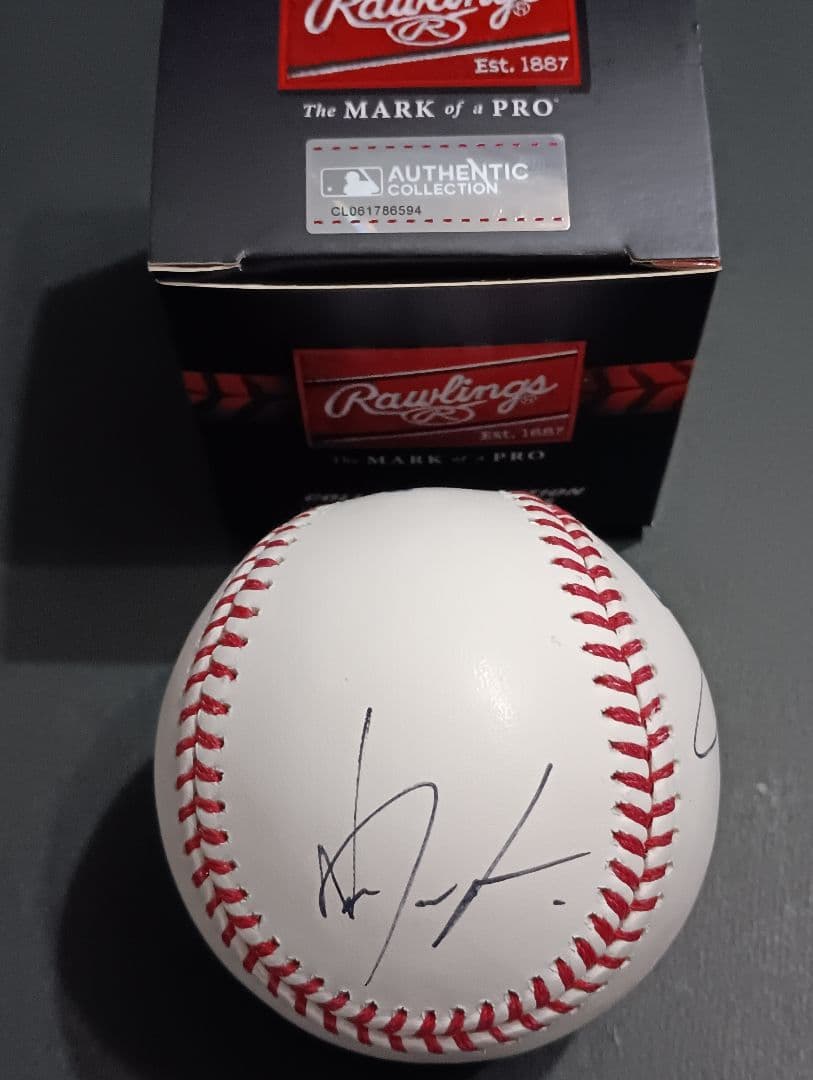 Rawlings®
Est. 1887
The MARK of a PRO
AUTHENTIC
COLLECTION
CL061786594
Rawlings®
Est. 1887
The MARK of a PRO